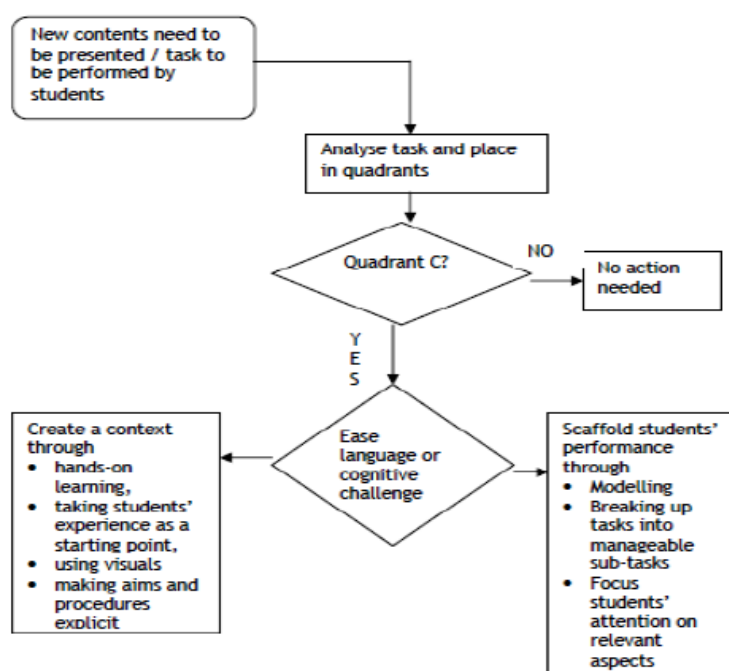 New contents need to
be presented / task to
be performed by
students
Analyse task and place
in quadrants
Quadrant C?
NO
No action
needed
Y
E
S
Ease
language or
cognitive
challenge
Create a context
through
• hands-on
learning,
• taking students'
experience as a
starting point,
• using visuals
• making aims and
procedures
explicit
Scaffold students'
performance
through
• Modelling
• Breaking up
tasks into
manageable
sub-tasks
• Focus
students'
attention on
relevant
aspects